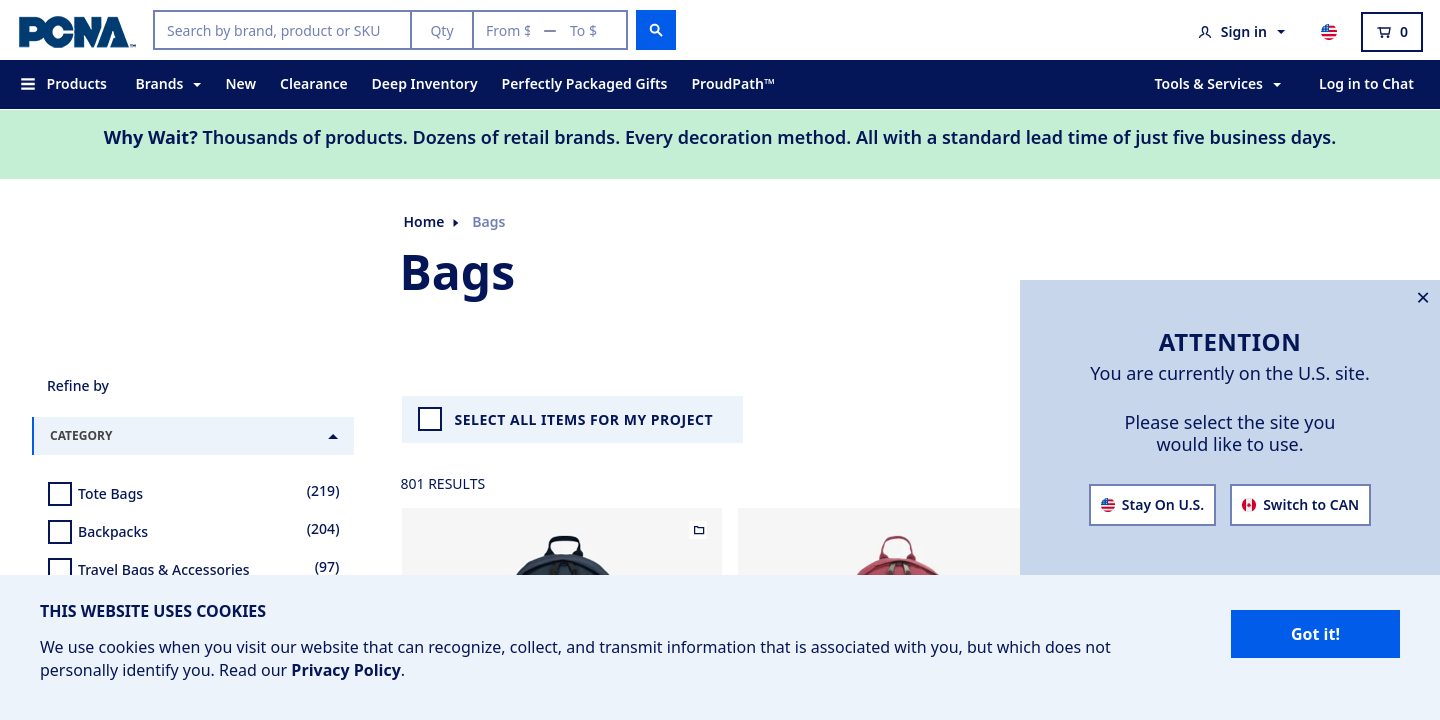 PCNA™
Search by brand, product or SKU
Qty
From $ — To $
Sign in
0
Products
Brands
New
Clearance
Deep Inventory
Perfectly Packaged Gifts
ProudPath™
Tools & Services
Log in to Chat
Why Wait? Thousands of products. Dozens of retail brands. Every decoration method. All with a standard lead time of just five business days.
Home
Bags
Bags
Refine by
CATEGORY
Tote Bags (219)
Backpacks (204)
Travel Bags & Accessories (97)
SELECT ALL ITEMS FOR MY PROJECT
801 RESULTS
ATTENTION
You are currently on the U.S. site.
Please select the site you
would like to use.
Stay On U.S.
Switch to CAN
THIS WEBSITE USES COOKIES
We use cookies when you visit our website that can recognize, collect, and transmit information that is associated with you, but which does not
personally identify you. Read our Privacy Policy.
Got it!